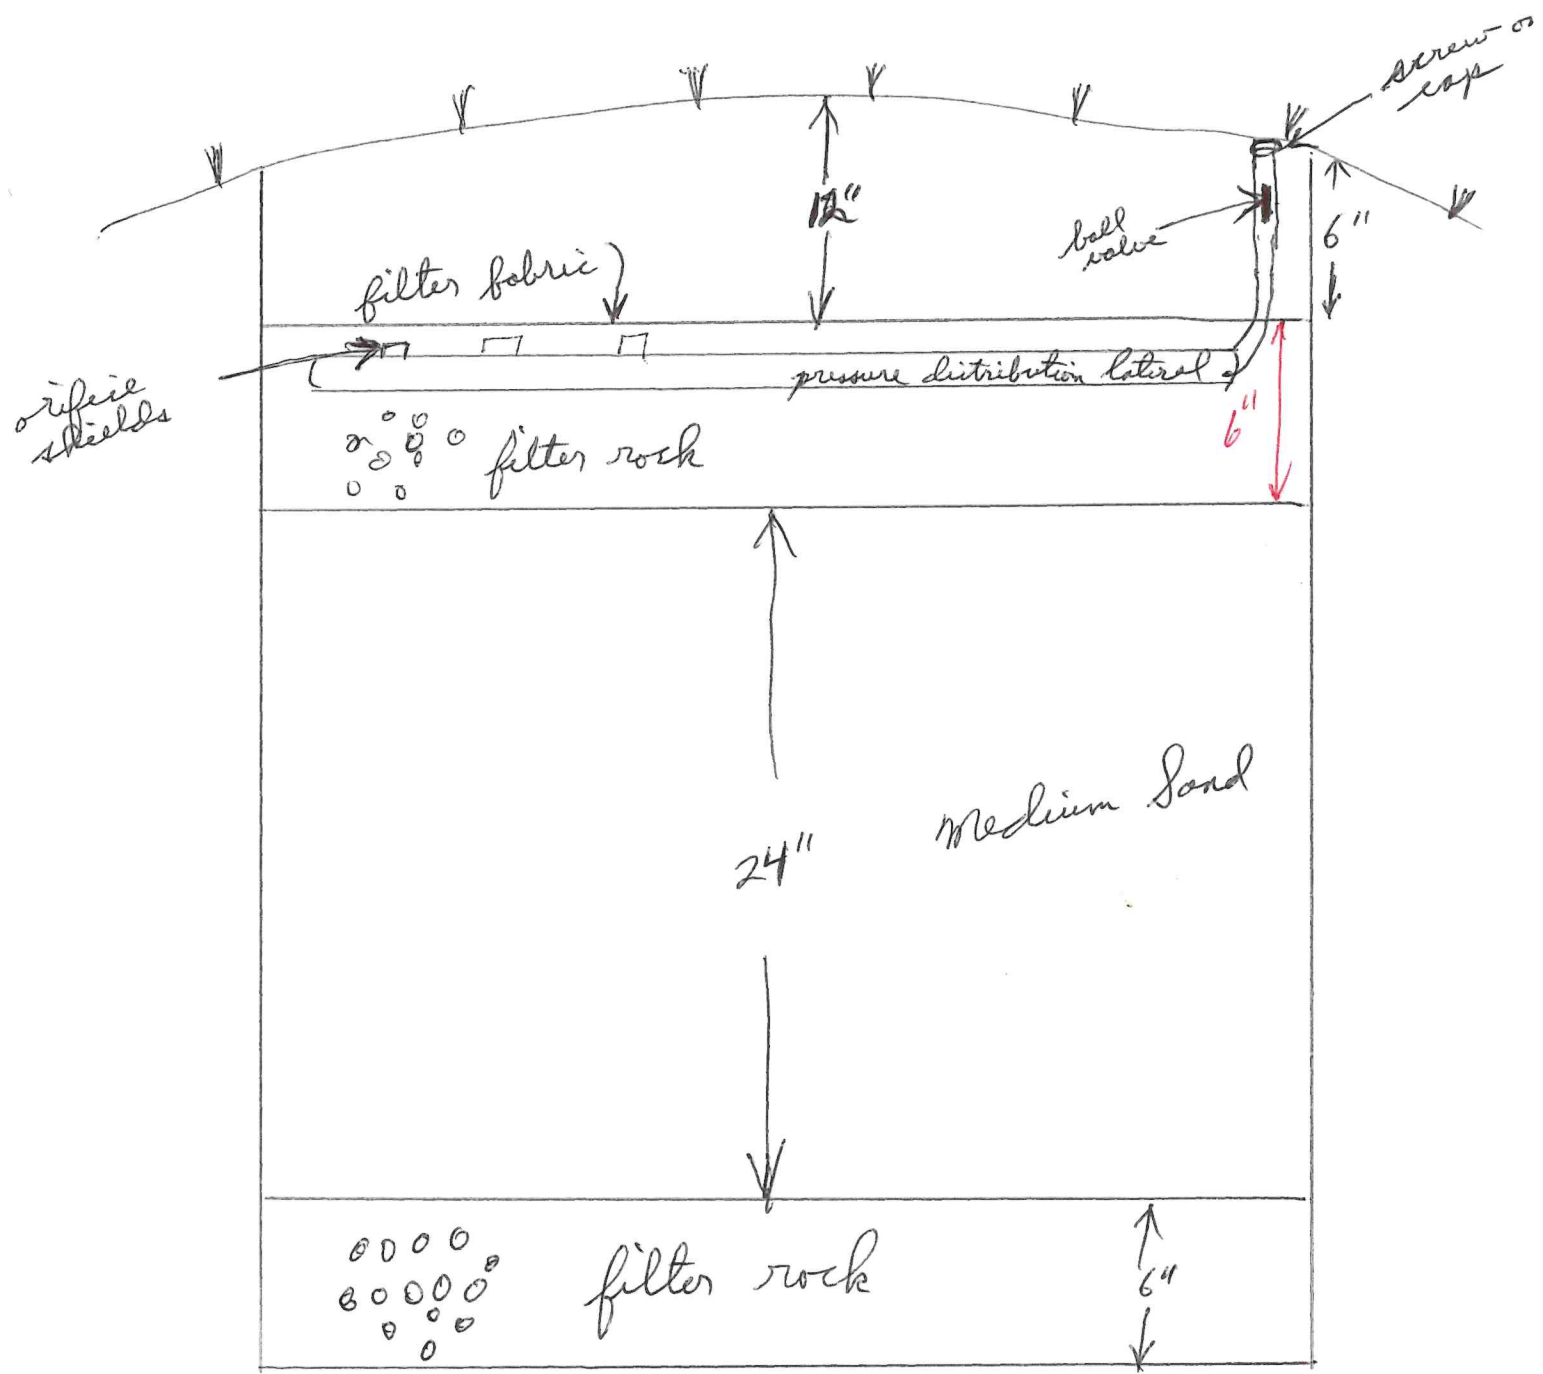 screw on
cap
12"
ball
valve
6"
filter fabric
orifice
shields
pressure distribution lateral
6"
filter rock
24"
Medium Sand
filter rock
6"